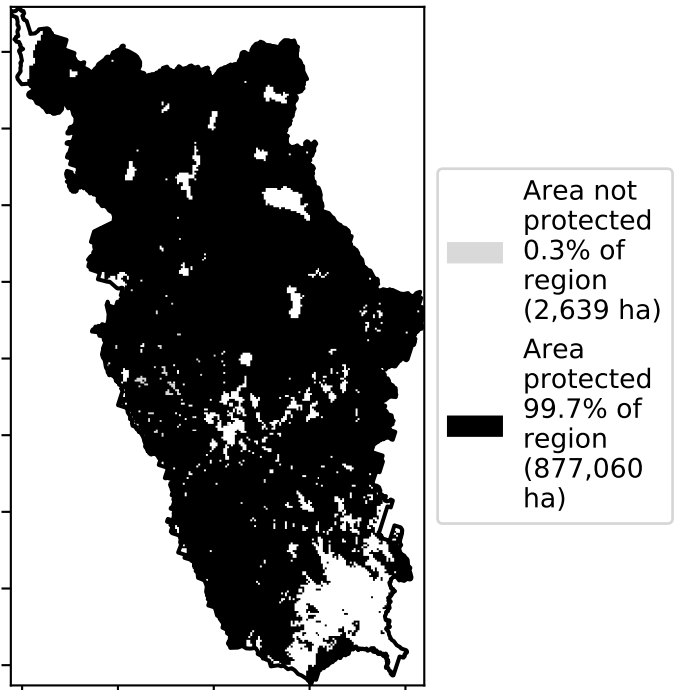 Area not
protected
0.3% of
region
(2,639 ha)
Area
protected
99.7% of
region
(877,060
ha)